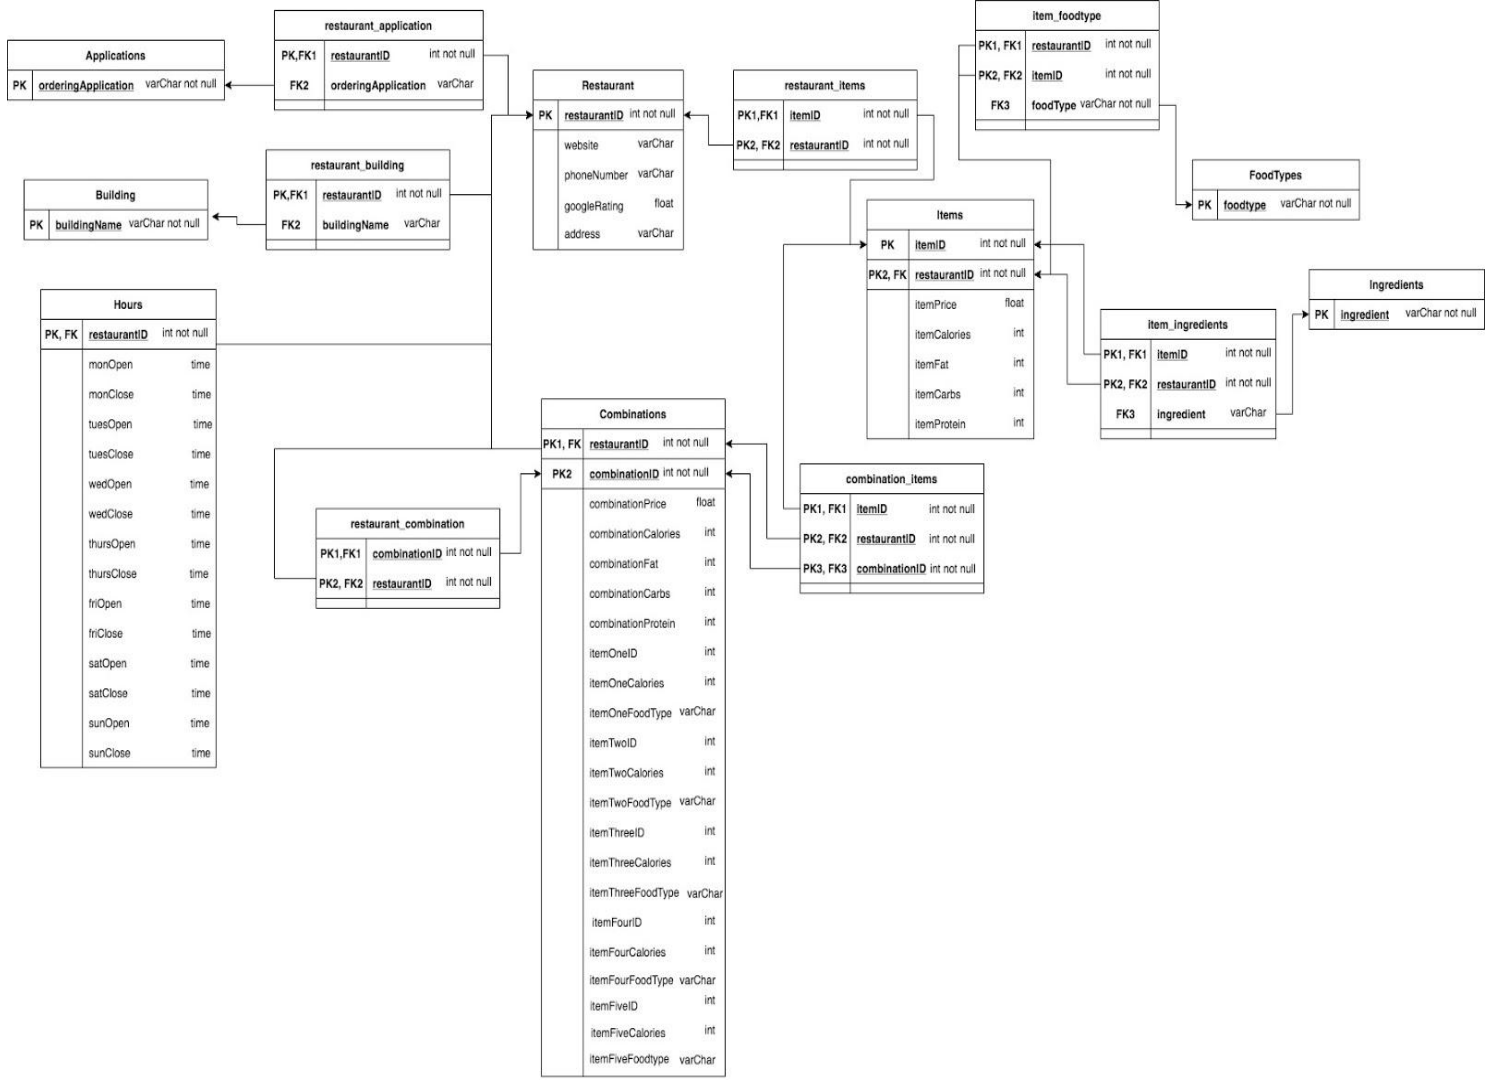 restaurant_application
PK,FK1 restaurantID int not null
FK2 orderingApplication varChar
Applications
PK orderingApplication varChar not null
restaurant_building
PK,FK1 restaurantID int not null
FK2 buildingName varChar
Building
PK buildingName varChar not null
Hours
PK, FK restaurantID int not null
monOpen time
monClose time
tuesOpen time
tuesClose time
wedOpen time
wedClose time
thursOpen time
thursClose time
friOpen time
friClose time
satOpen time
satClose time
sunOpen time
sunClose time
Restaurant
PK restaurantID int not null
website varChar
phoneNumber varChar
googleRating float
address varChar
restaurant_items
PK1,FK1 itemID int not null
PK2, FK2 restaurantID int not null
item_foodtype
PK1, FK1 restaurantID int not null
PK2, FK2 itemID int not null
FK3 foodType varChar not null
FoodTypes
PK foodtype varChar not null
Items
PK itemID int not null
PK2, FK restaurantID int not null
itemPrice float
itemCalories int
itemFat int
itemCarbs int
itemProtein int
Ingredients
PK ingredient varChar not null
item_ingredients
PK1, FK1 itemID int not null
PK2, FK2 restaurantID int not null
FK3 ingredient varChar
restaurant_combination
PK1,FK1 combinationID int not null
PK2, FK2 restaurantID int not null
Combinations
PK1, FK restaurantID int not null
PK2 combinationID int not null
combinationPrice float
combinationCalories int
combinationFat int
combinationCarbs int
combinationProtein int
itemOneID int
itemOneCalories int
itemOneFoodType varChar
itemTwoID int
itemTwoCalories int
itemTwoFoodType varChar
itemThreeID int
itemThreeCalories int
itemThreeFoodType varChar
itemFourID int
itemFourCalories int
itemFourFoodType varChar
itemFiveID int
itemFiveCalories int
itemFiveFoodtype varChar
combination_items
PK1, FK1 itemID int not null
PK2, FK2 restaurantID int not null
PK3, FK3 combinationID int not null